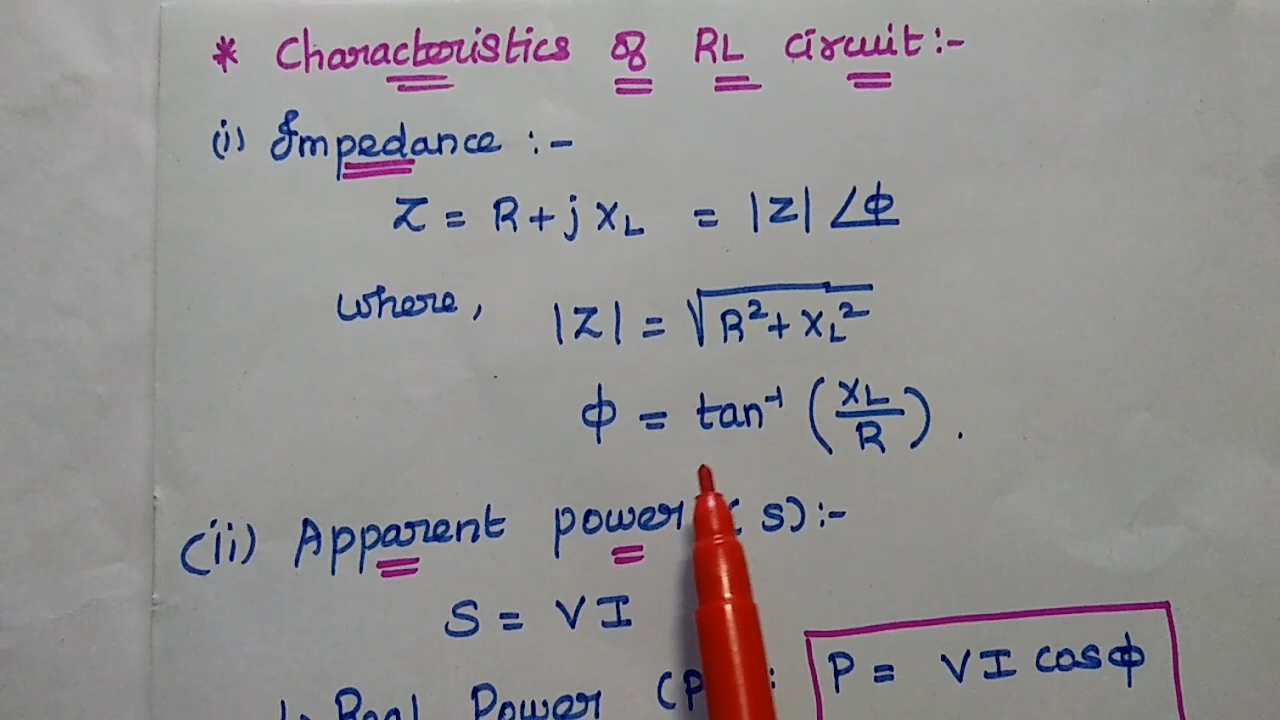 * Characteristics of RL circuit:-
(i) Impedance :-
Z = R + j XL = |Z| ∠ϕ
where, |Z| = √R²+XL²
ϕ = tan⁻¹ (XL/R).
(ii) Apparent power (S):-
S = VI
Real Power (P : P = VI cosϕ